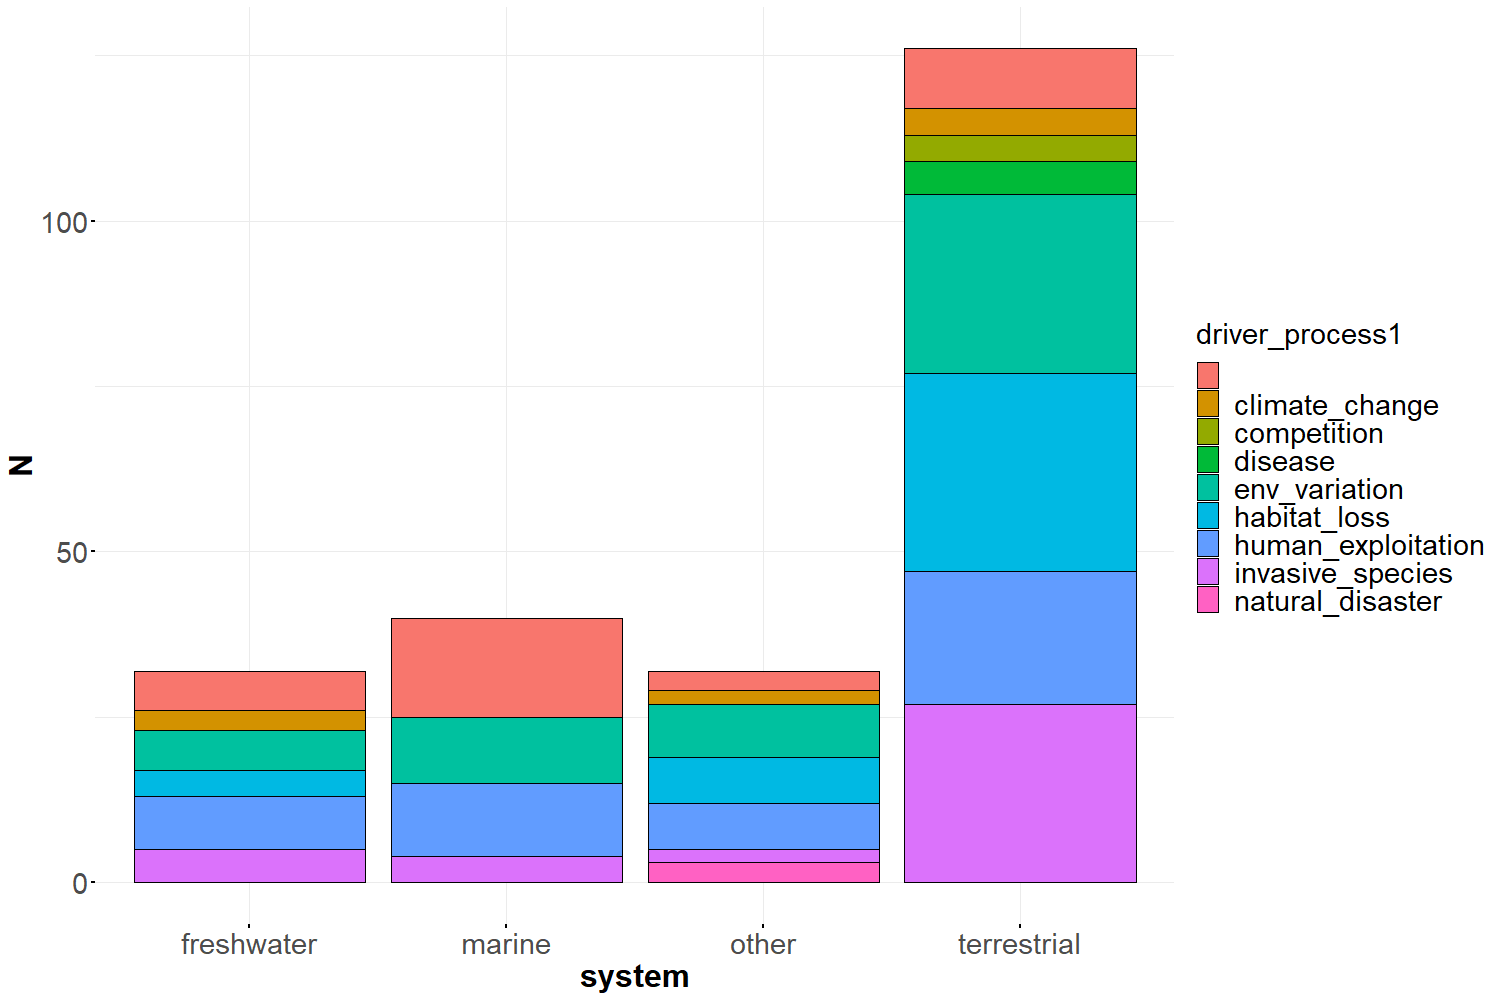 N
100
50
0
freshwater
marine
other
terrestrial
system
driver_process1
climate_change
competition
disease
env_variation
habitat_loss
human_exploitation
invasive_species
natural_disaster